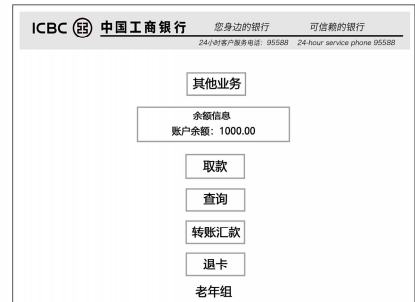 ICBC 中国工商银行 您身边的银行 可信赖的银行
24小时客户服务电话：95588 24-hour service phone 95588
其他业务
余额信息
账户余额：1000.00
取款
查询
转账汇款
退卡
老年组